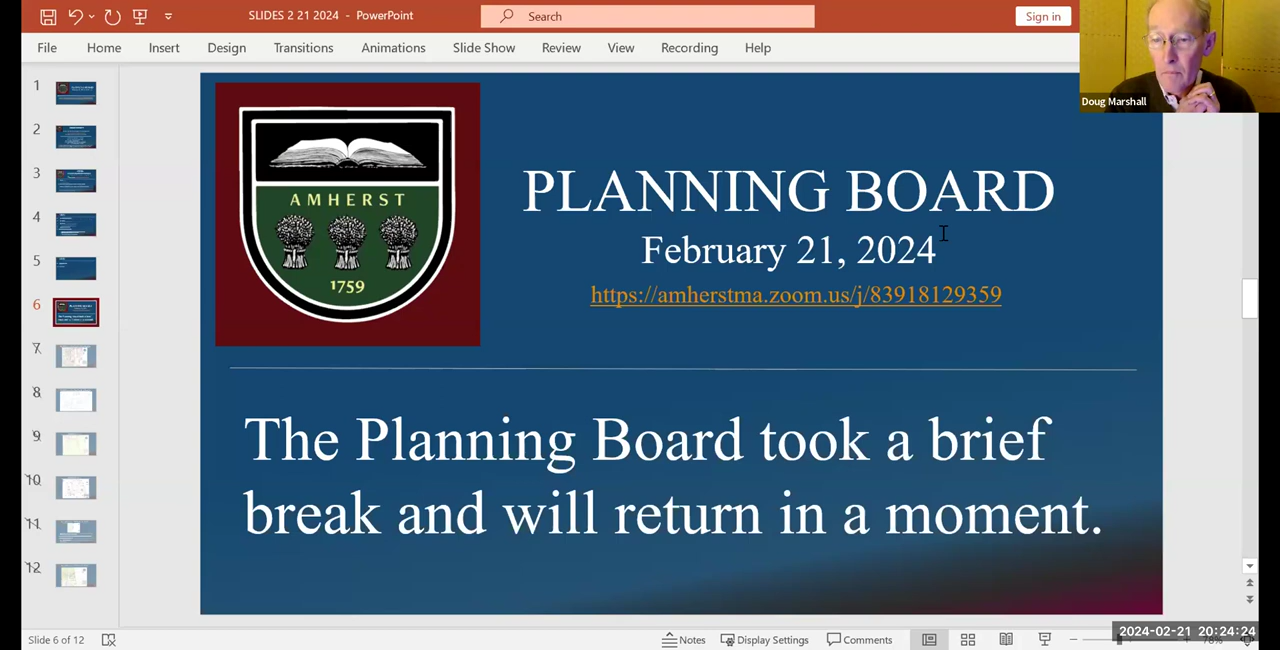 SLIDES 2 21 2024 - PowerPoint
Search
Sign in
File Home Insert Design Transitions Animations Slide Show Review View Recording Help
Doug Marshall
1
2
3
4
5
6
7
8
9
10
11
12
AMHERST
1759
PLANNING BOARD
February 21, 2024
https://amherstma.zoom.us/j/83918129359
The Planning Board took a brief
break and will return in a moment.
Slide 6 of 12
Notes Display Settings Comments
2024-02-21 20:24:24